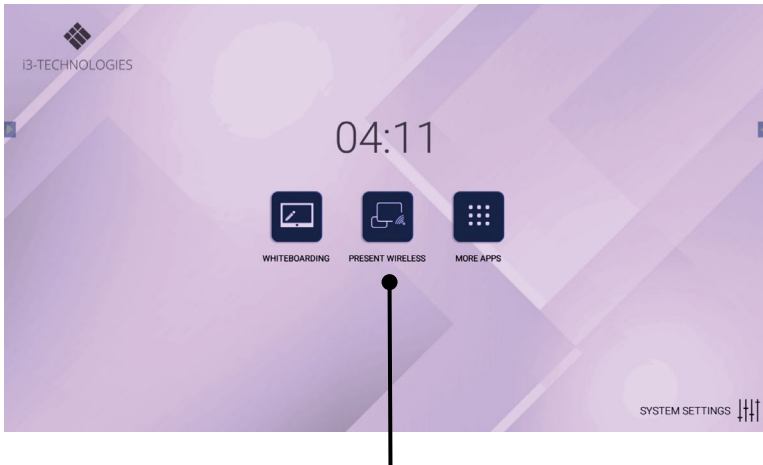 i3-TECHNOLOGIES
04:11
WHITEBOARDING
PRESENT WIRELESS
MORE APPS
SYSTEM SETTINGS